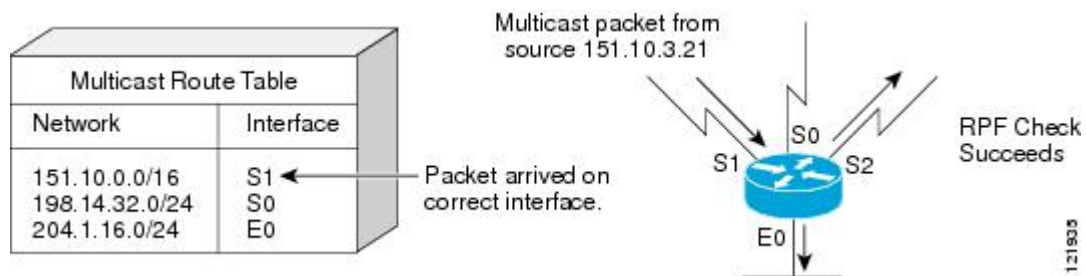 Multicast Route Table
Network Interface
151.10.0.0/16 S1
198.14.32.0/24 S0
204.1.16.0/24 E0
Packet arrived on
correct interface.
Multicast packet from
source 151.10.3.21
S0
S1
S2
E0
RPF Check
Succeeds
121935